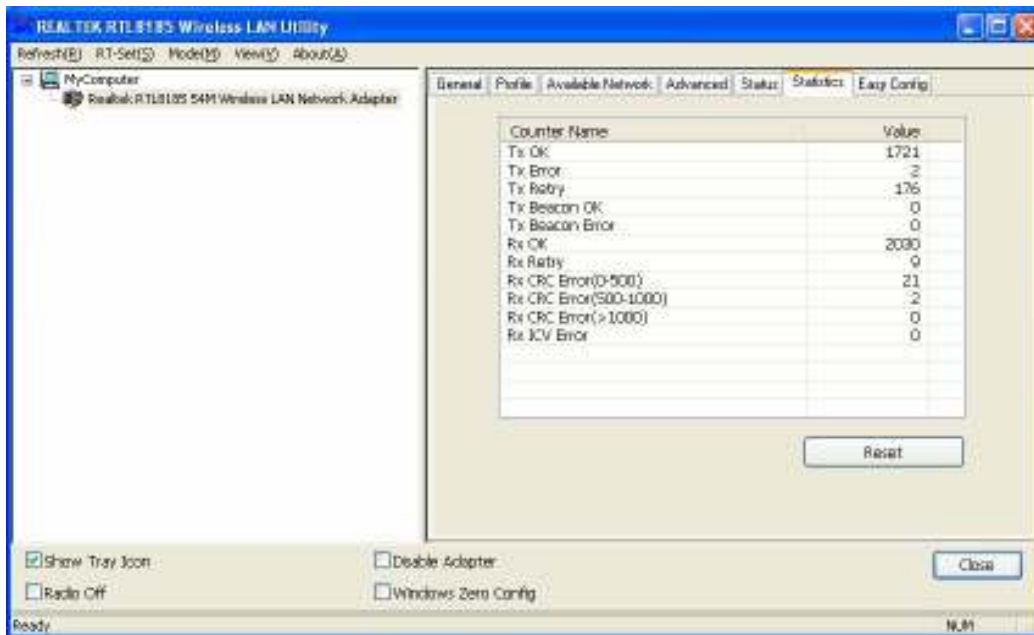 REALTEK RTL8185 Wireless LAN Utility
Refresh(R) RT-Set(S) Mode(M) View(V) About(A)
MyComputer
Realtek RTL8185 54M Wireless LAN Network Adapter
General Profile Available Network Advanced Status Statistics Easy Config
Counter Name Value
Tx OK 1721
Tx Error 2
Tx Retry 176
Tx Beacon OK 0
Tx Beacon Error 0
Rx OK 2030
Rx Retry 9
Rx CRC Error(0-500) 21
Rx CRC Error(500-1000) 2
Rx CRC Error(>1000) 0
Rx ICV Error 0
Reset
Show Tray Icon Disable Adapter Close
Radio Off Windows Zero Config
Ready NUM